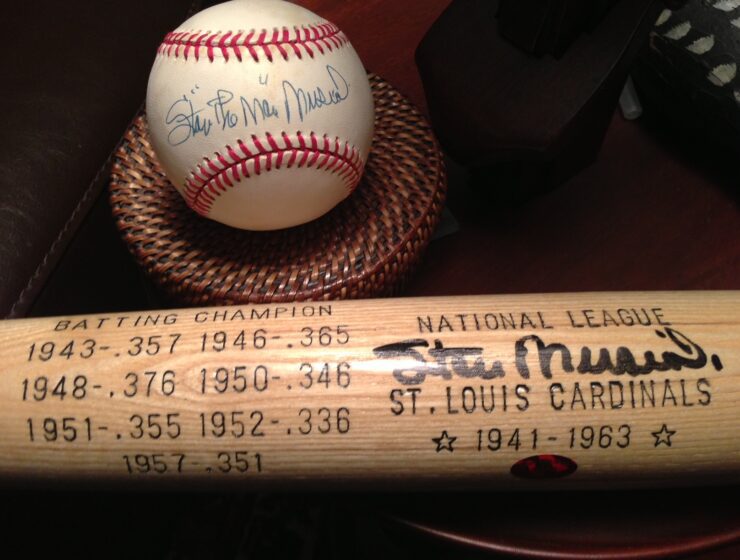 Stan "The Man" Musial
BATTING CHAMPION
1943-.357 1946-.365
1948-.376 1950-.346
1951-.355 1952-.336
1957-.351
NATIONAL LEAGUE
Stan Musial.
ST. LOUIS CARDINALS
☆ 1941-1963 ☆